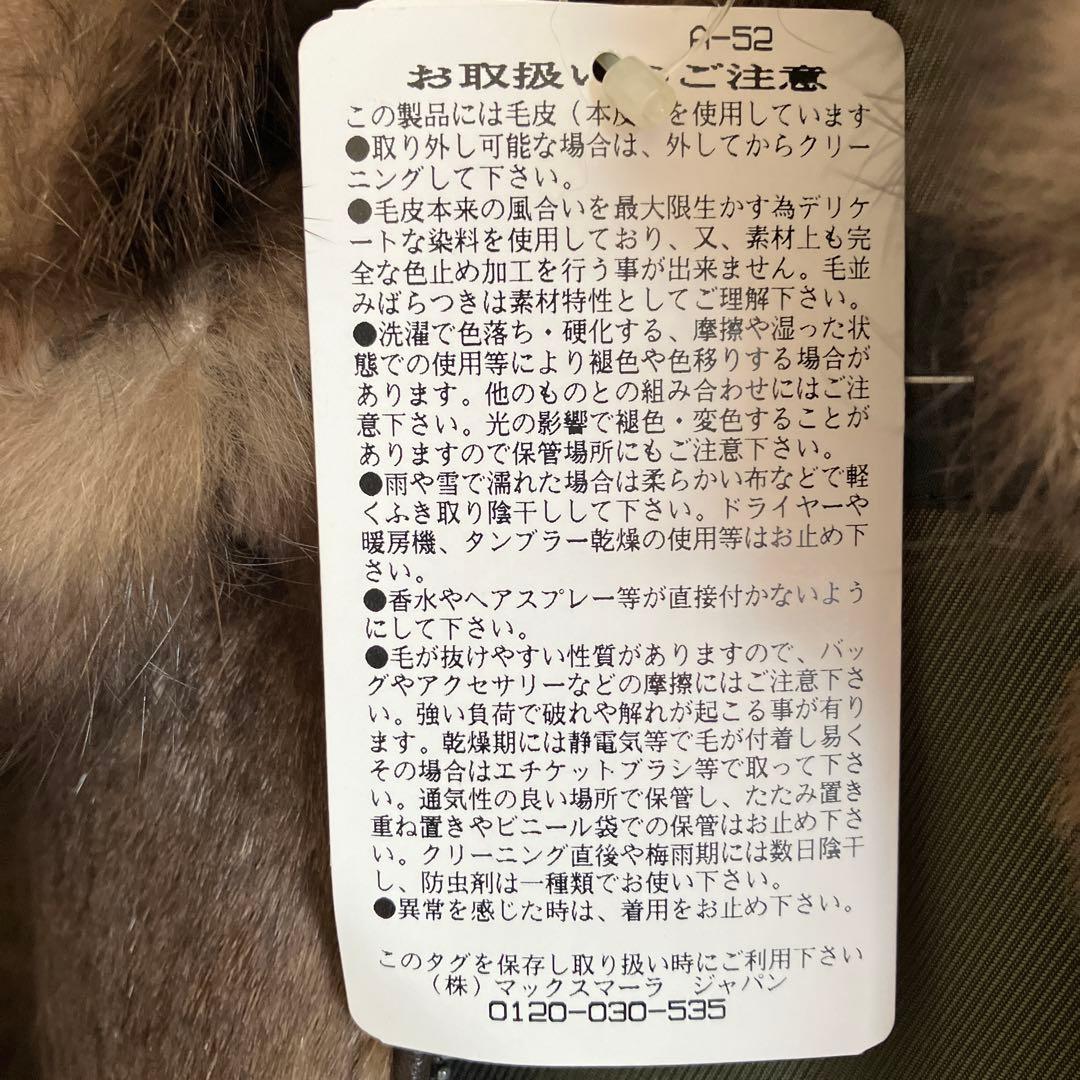 A-52
お取扱い ご注意
この製品には毛皮（本皮 を使用しています
●取り外し可能な場合は、外してからクリー
ニングして下さい。
●毛皮本来の風合いを最大限生かす為デリケ
ートな染料を使用しており、又、素材上も完
全な色止め加工を行う事が出来ません。毛並
みばらつきは素材特性としてご理解下さい。
●洗濯で色落ち・硬化する、摩擦や湿った状
態での使用等により褪色や色移りする場合が
あります。他のものとの組み合わせにはご注
意下さい。光の影響で褪色・変色することが
ありますので保管場所にもご注意下さい。
●雨や雪で濡れた場合は柔らかい布などで軽
くふき取り陰干しして下さい。ドライヤーや
暖房機、タンブラー乾燥の使用等はお止め下
さい。
●香水やヘアスプレー等が直接付かないよう
にして下さい。
●毛が抜けやすい性質がありますので、バッ
グやアクセサリーなどの摩擦にはご注意下さ
い。強い負荷で破れや解れが起こる事が有り
ます。乾燥期には静電気等で毛が付着し易く
その場合はエチケットブラシ等で取って下さ
い。通気性の良い場所で保管し、たたみ置き
重ね置きやビニール袋での保管はお止め下さ
い。クリーニング直後や梅雨期には数日陰干
し、防虫剤は一種類でお使い下さい。
●異常を感じた時は、着用をお止め下さい。
このタグを保存し取り扱い時にご利用下さい
（株）マックスマーラ　ジャパン
0120-030-535